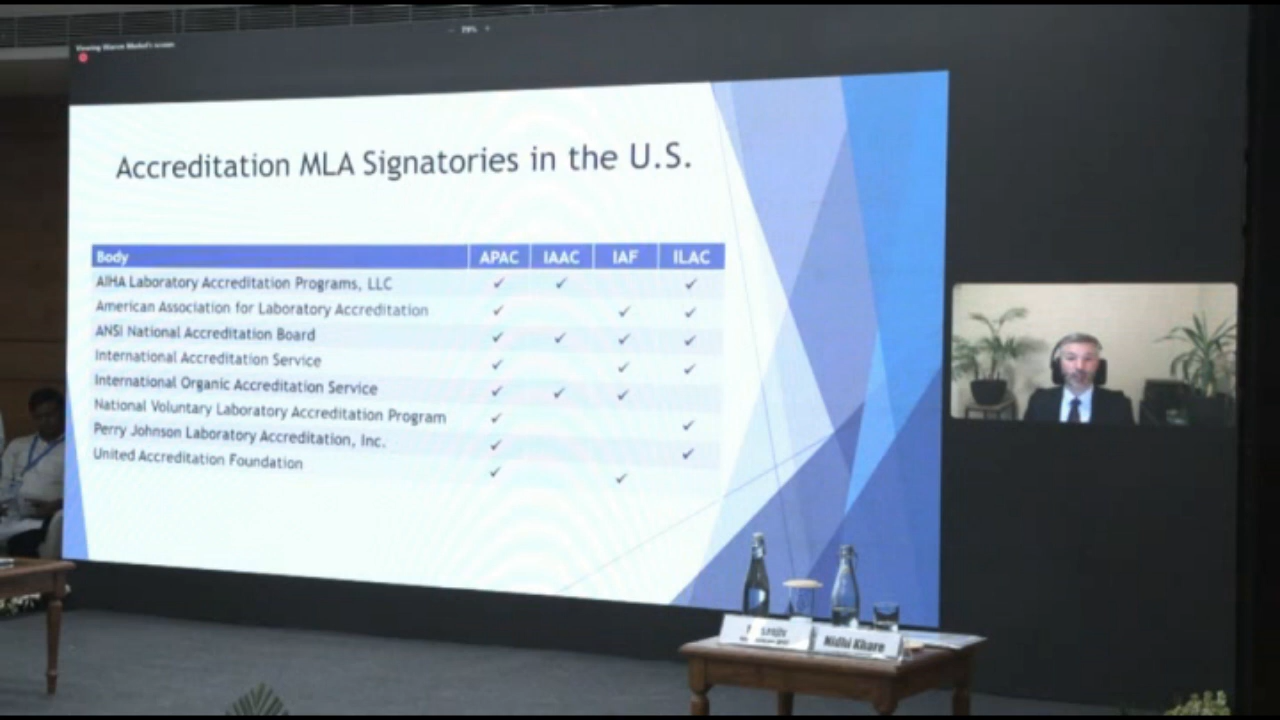 79%
Accreditation MLA Signatories in the U.S.
Body APAC IAAC IAF ILAC
AIHA Laboratory Accreditation Programs, LLC ✓ ✓ ✓
American Association for Laboratory Accreditation ✓ ✓ ✓
ANSI National Accreditation Board ✓ ✓ ✓ ✓
International Accreditation Service ✓ ✓ ✓
International Organic Accreditation Service ✓ ✓ ✓
National Voluntary Laboratory Accreditation Program ✓ ✓
Perry Johnson Laboratory Accreditation, Inc. ✓ ✓
United Accreditation Foundation ✓ ✓
Nidhi Khare